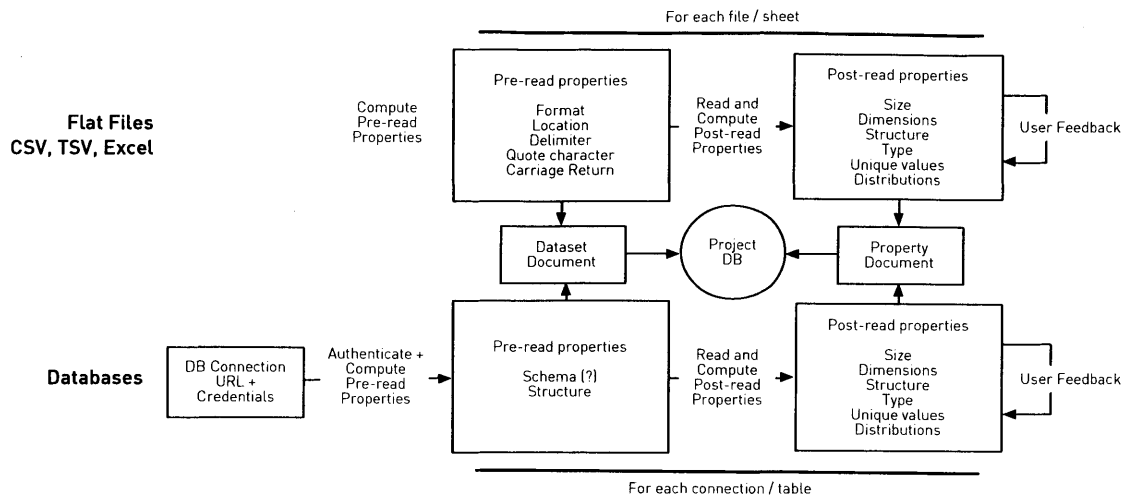 For each file / sheet
Flat Files
CSV, TSV, Excel
Compute
Pre-read
Properties
Pre-read properties
Format
Location
Delimiter
Quote character
Carriage Return
Read and
Compute
Post-read
Properties
Post-read properties
Size
Dimensions
Structure
Type
Unique values
Distributions
User Feedback
Dataset
Document
Project
DB
Property
Document
Databases
DB Connection
URL +
Credentials
Authenticate +
Compute
Pre-read
Properties
Pre-read properties
Schema (?)
Structure
Read and
Compute
Post-read
Properties
Post-read properties
Size
Dimensions
Structure
Type
Unique values
Distributions
User Feedback
For each connection / table